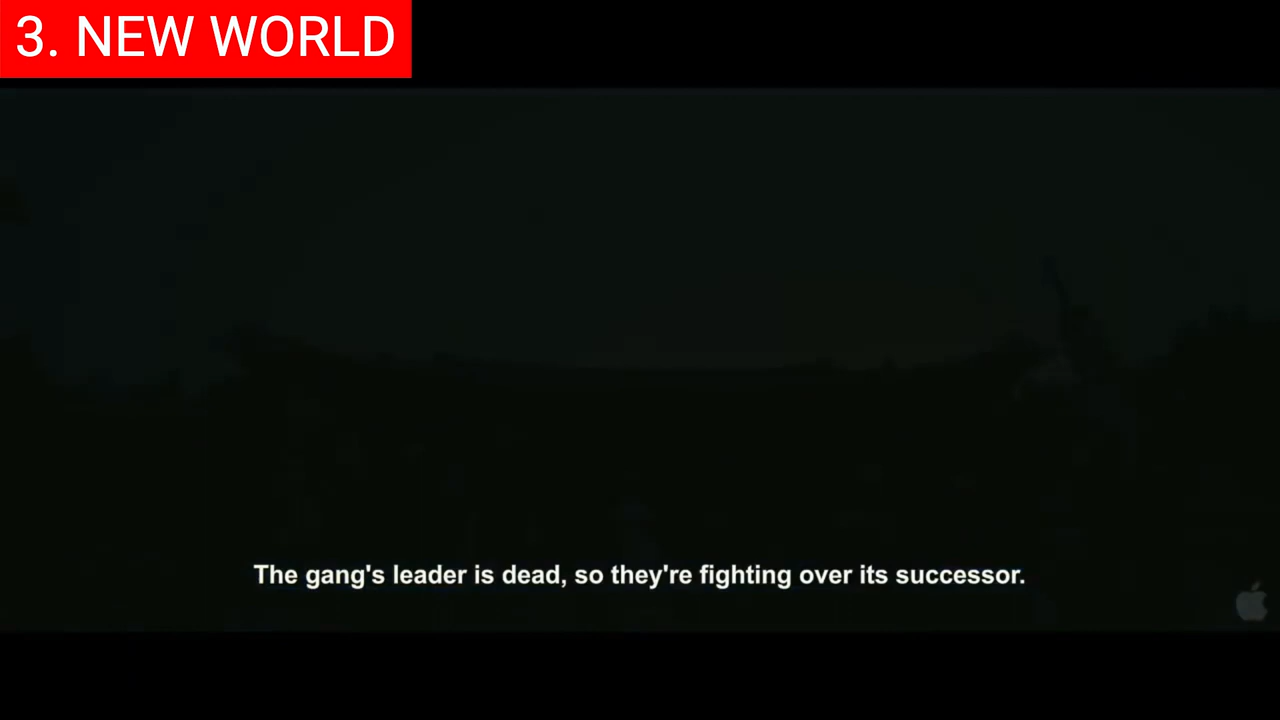 3. NEW WORLD
The gang's leader is dead, so they're fighting over its successor.